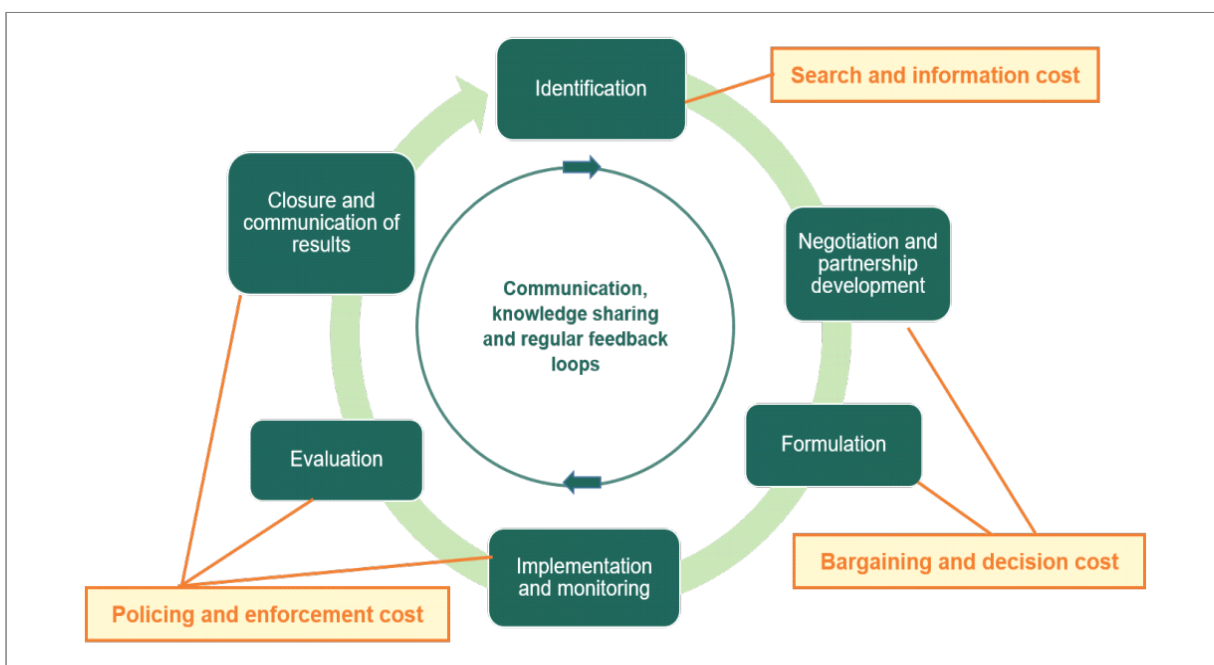 Identification
Search and information cost
Negotiation and
partnership
development
Formulation
Bargaining and decision cost
Implementation
and monitoring
Policing and enforcement cost
Evaluation
Closure and
communication of
results
Communication,
knowledge sharing
and regular feedback
loops